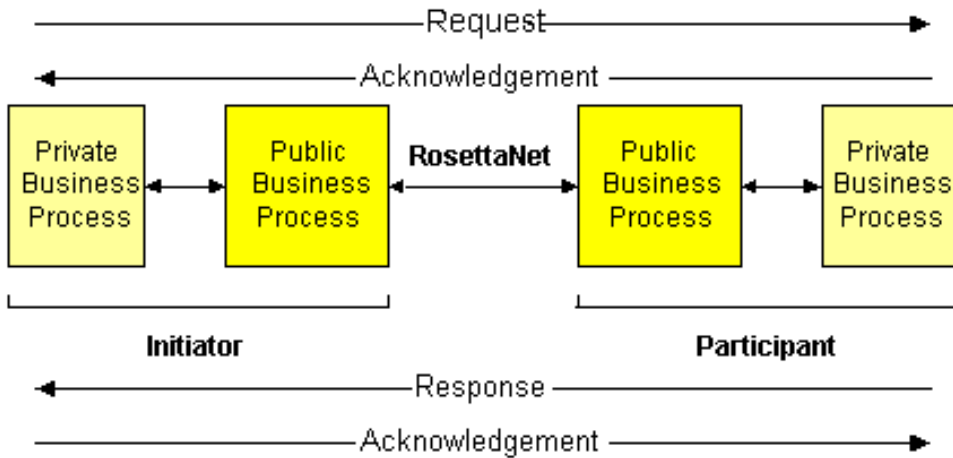 Request
Acknowledgement
Private
Business
Process
Public
Business
Process
RosettaNet
Public
Business
Process
Private
Business
Process
Initiator
Participant
Response
Acknowledgement